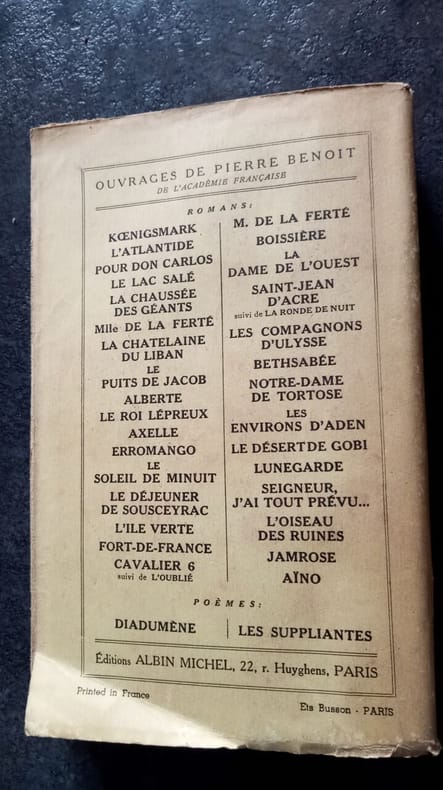 OUVRAGES DE PIERRE BENOIT
DE L'ACADÉMIE FRANÇAISE
ROMANS:
KŒNIGSMARK
L'ATLANTIDE
POUR DON CARLOS
LE LAC SALÉ
LA CHAUSSÉE
DES GÉANTS
Mlle DE LA FERTÉ
LA CHATELAINE
DU LIBAN
LE
PUITS DE JACOB
ALBERTE
LE ROI LÉPREUX
AXELLE
ERROMANGO
LE
SOLEIL DE MINUIT
LE DÉJEUNER
DE SOUSCEYRAC
L'ILE VERTE
FORT-DE-FRANCE
CAVALIER 6
suivi de L'OUBLIÉ
M. DE LA FERTÉ
BOISSIÈRE
LA
DAME DE L'OUEST
SAINT-JEAN
D'ACRE
suivi de LA RONDE DE NUIT
LES COMPAGNONS
D'ULYSSE
BETHSABÉE
NOTRE-DAME
DE TORTOSE
LES
ENVIRONS D'ADEN
LE DÉSERT DE GOBI
LUNEGARDE
SEIGNEUR,
J'AI TOUT PRÉVU...
L'OISEAU
DES RUINES
JAMROSE
AÏNO
POÈMES:
DIADUMÈNE
LES SUPPLIANTES
Éditions ALBIN MICHEL, 22, r. Huyghens, PARIS
Printed in France
Ets Busson - PARIS